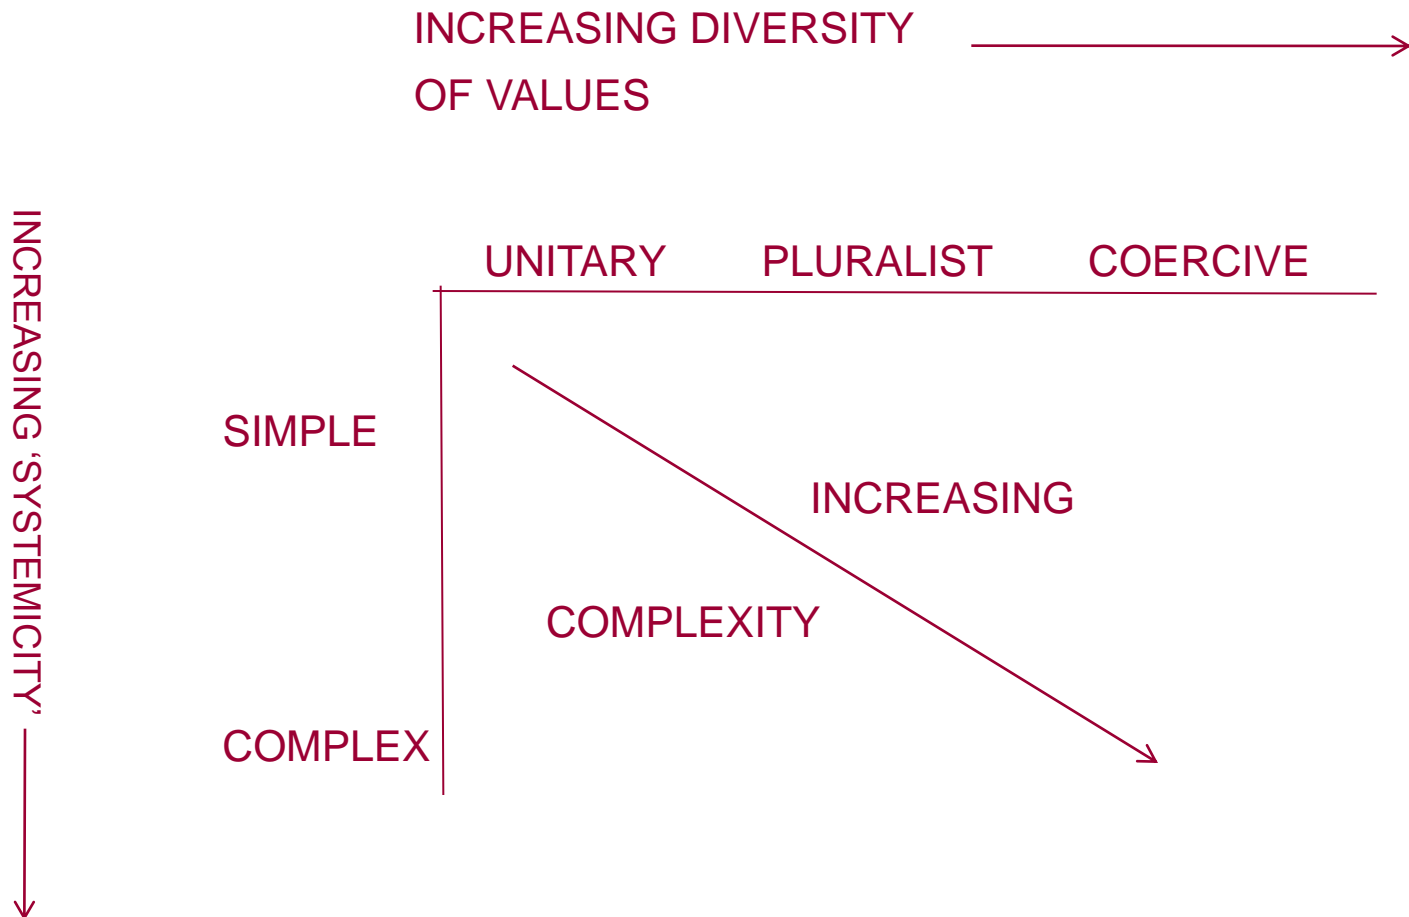 INCREASING DIVERSITY
OF VALUES
INCREASING ‘SYSTEMICITY’
UNITARY PLURALIST COERCIVE
SIMPLE
INCREASING
COMPLEXITY
COMPLEX